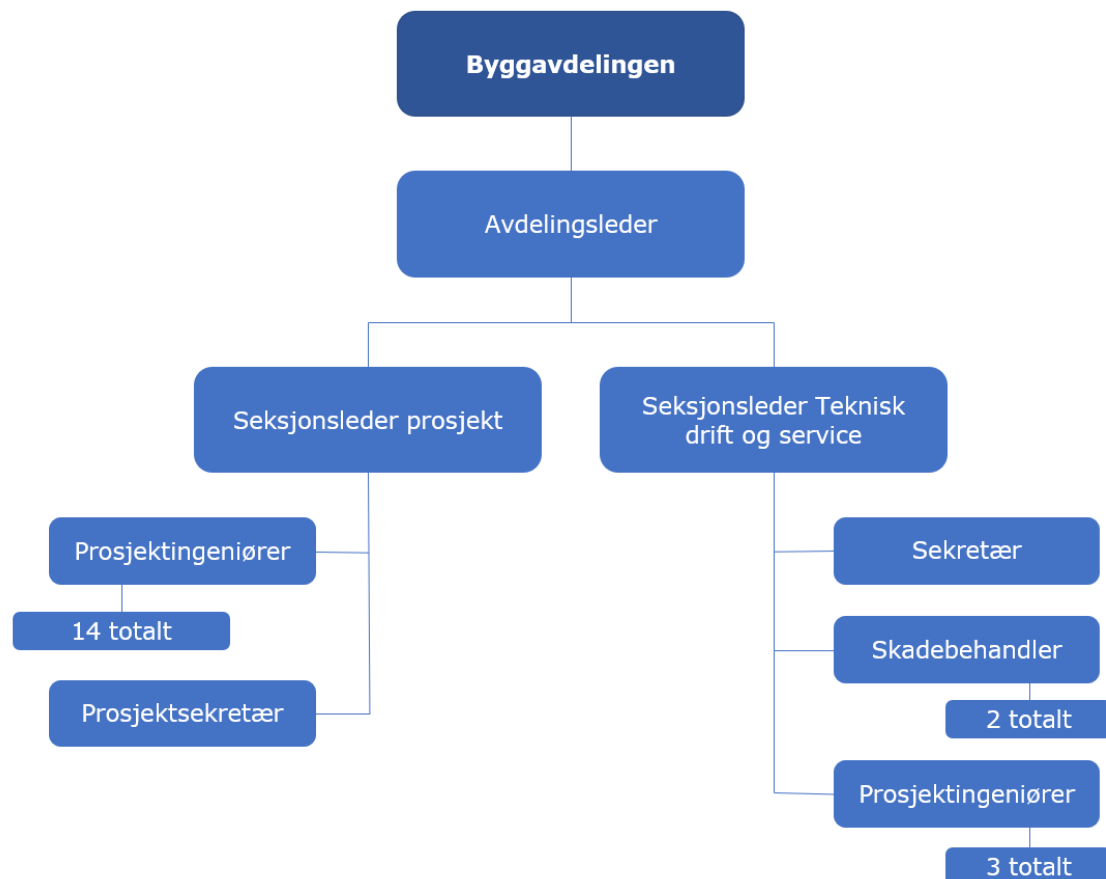 Byggavdelingen
Avdelingsleder
Seksjonsleder prosjekt
Seksjonsleder Teknisk
drift og service
Prosjektingeniører
14 totalt
Prosjektsekretær
Sekretær
Skadebehandler
2 totalt
Prosjektingeniører
3 totalt